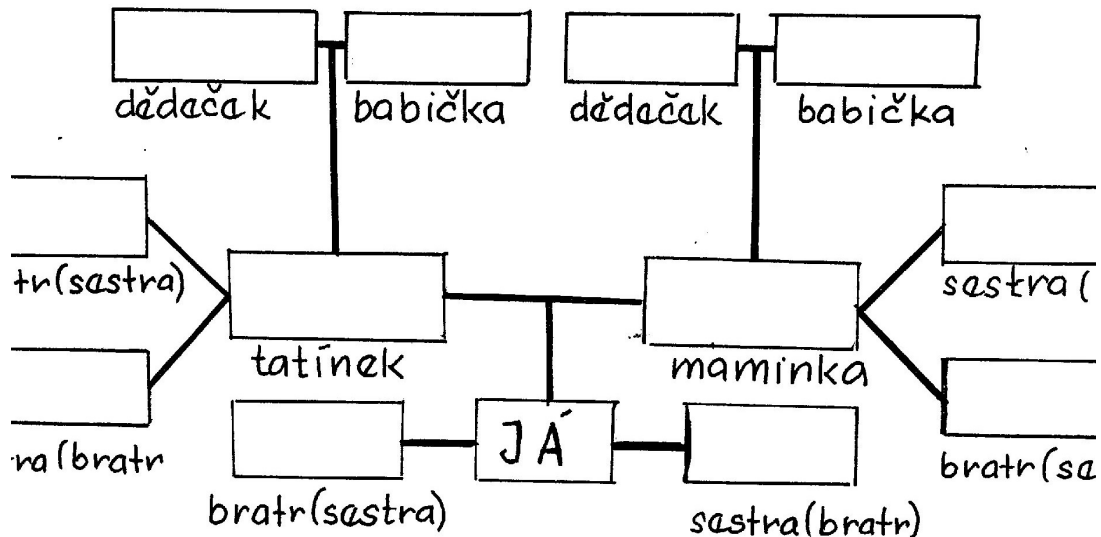 dědeček babička dědeček babička
tr(sestra) sestra(
tatínek maminka
JÁ
ra(bratr bratr(se
bratr(sestra) sestra(bratr)